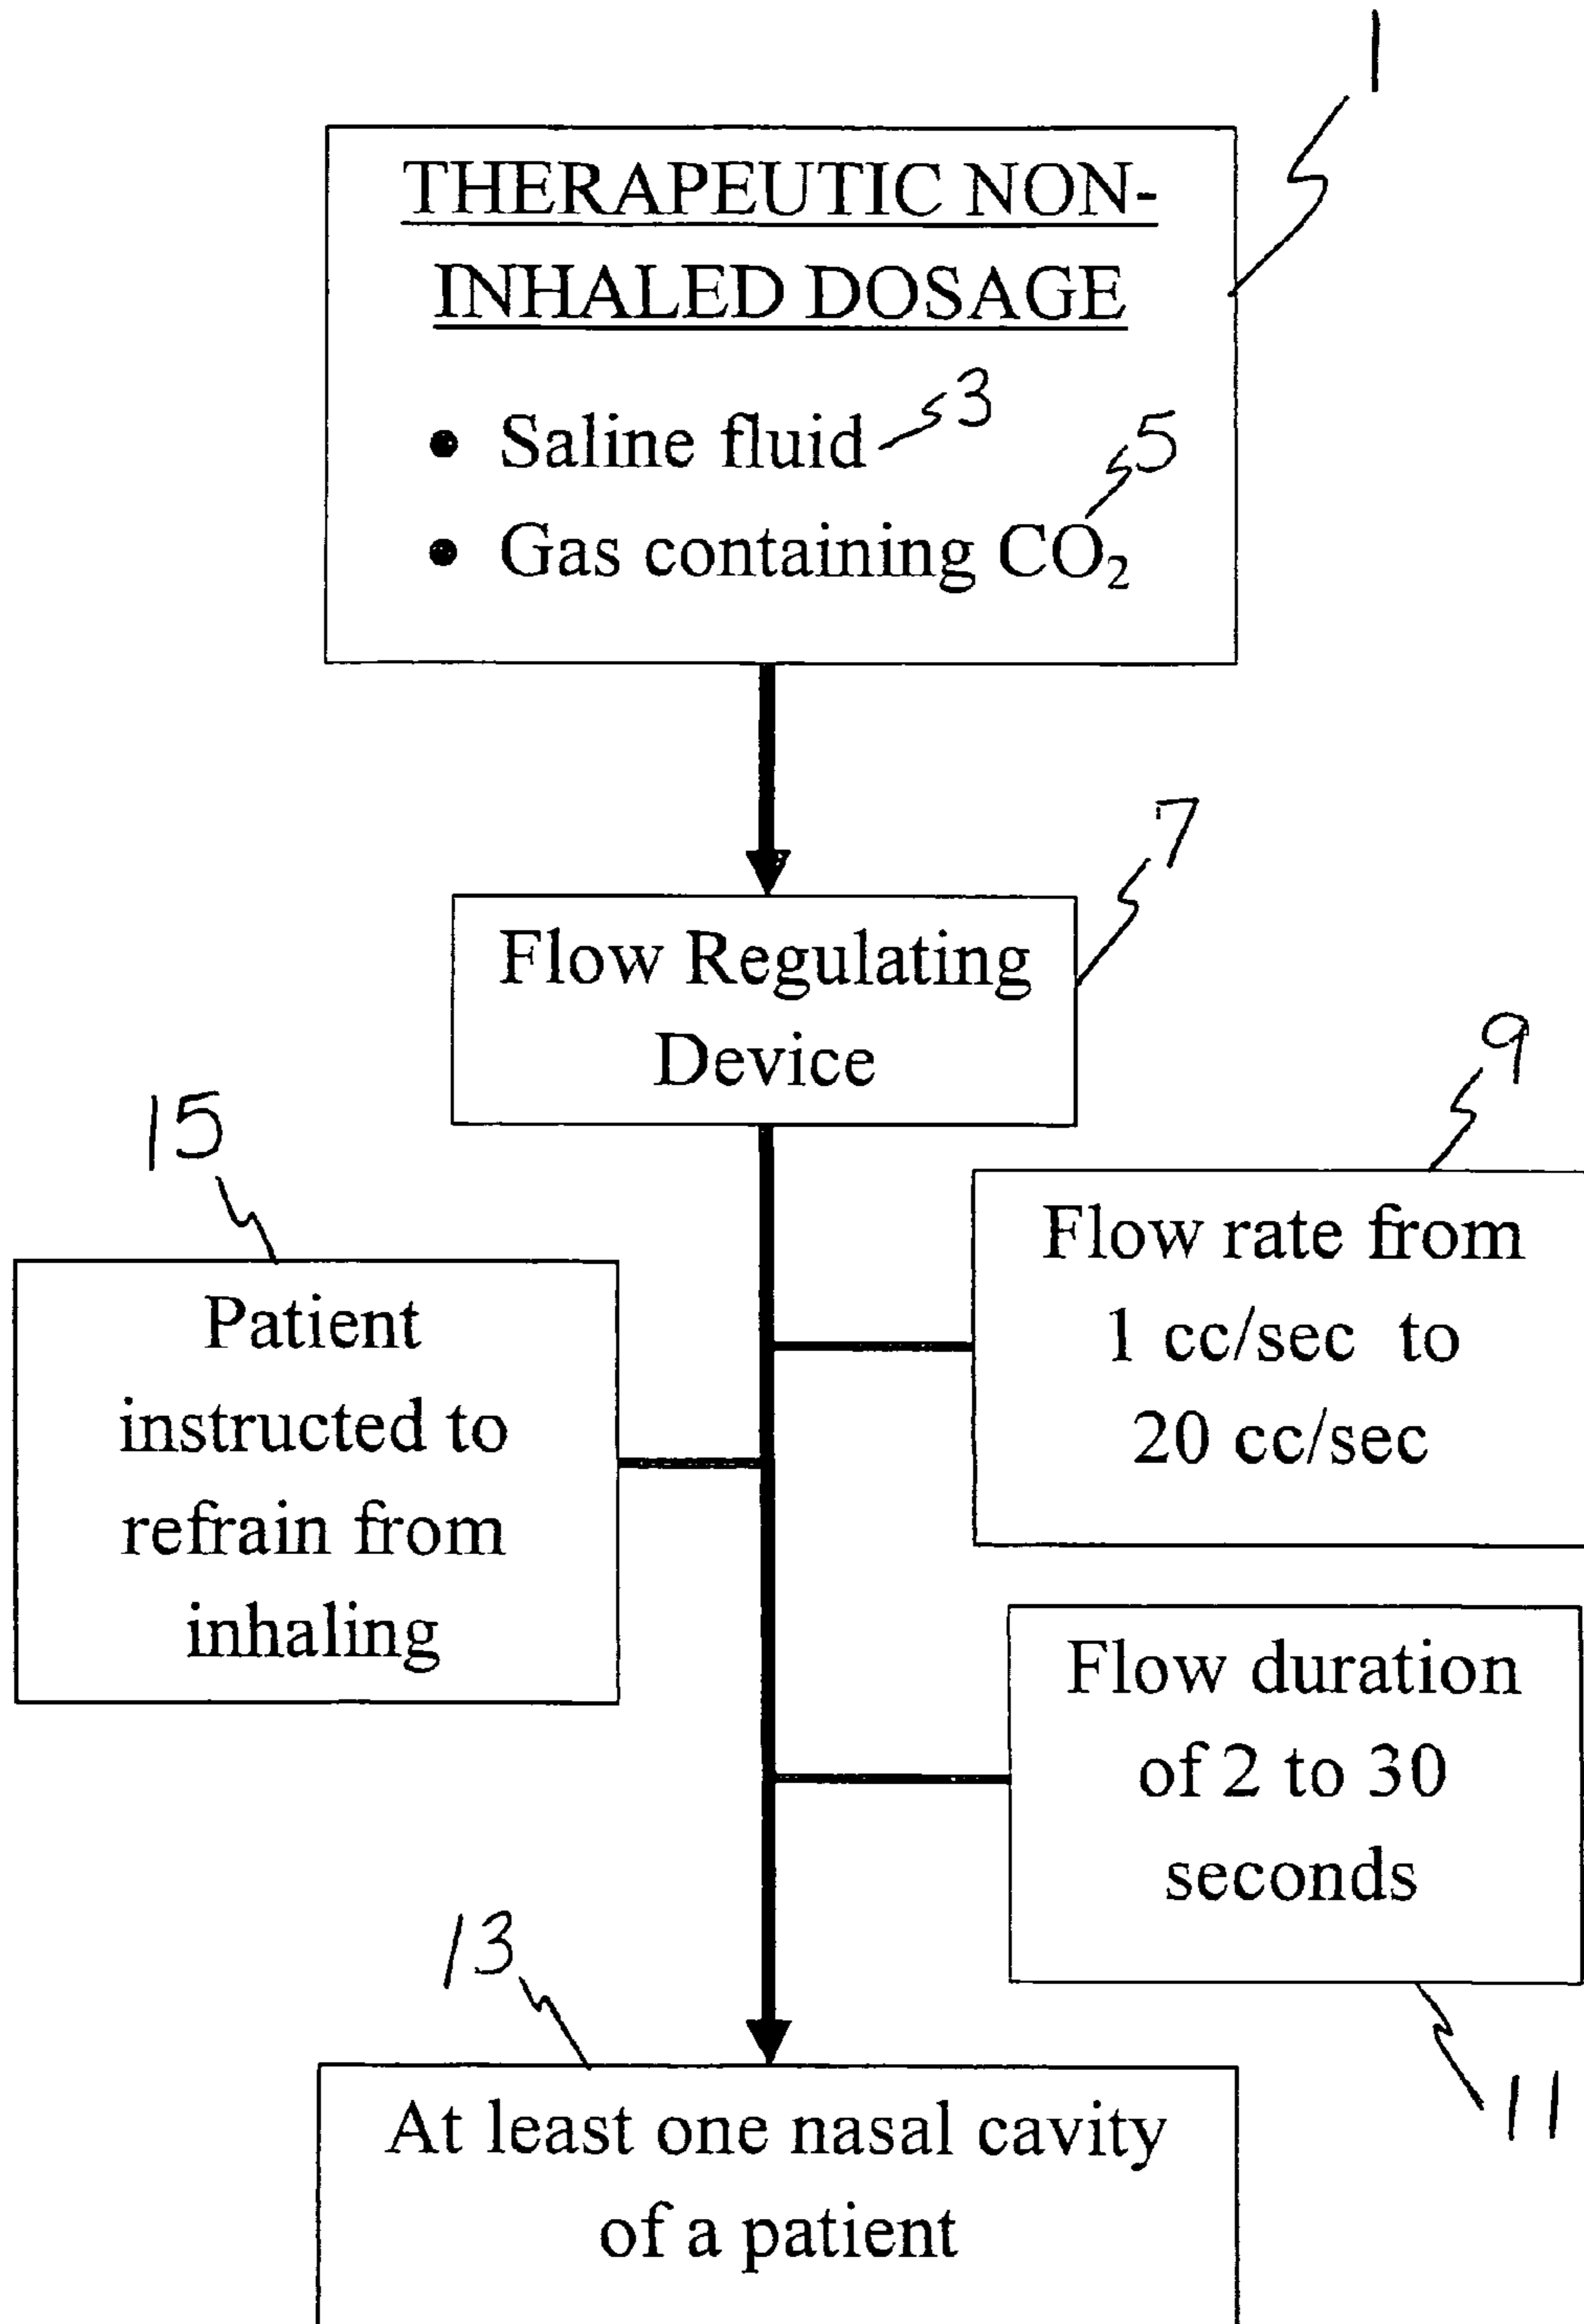 1
THERAPEUTIC NON-
INHALED DOSAGE
• Saline fluid 3
5
• Gas containing CO₂
7
Flow Regulating
Device
9
Flow rate from
1 cc/sec to
20 cc/sec
15
Patient
instructed to
refrain from
inhaling
Flow duration
of 2 to 30
seconds
11
13
At least one nasal cavity
of a patient